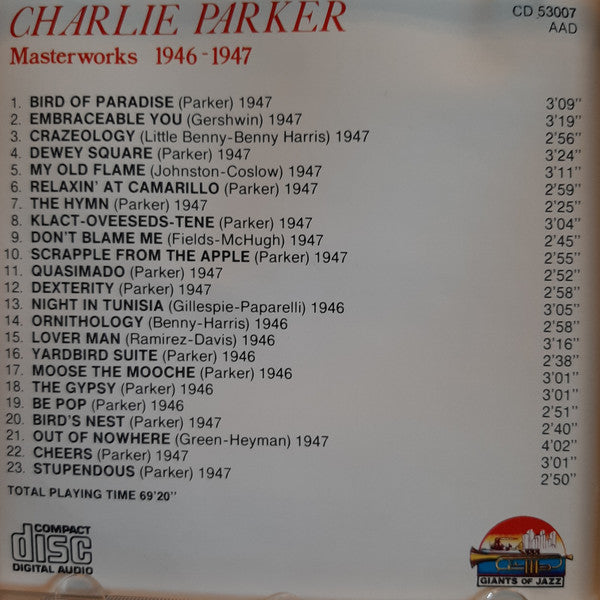 CHARLIE PARKER
CD 53007
AAD
Masterworks 1946-1947
1. BIRD OF PARADISE (Parker) 1947 3'09"
2. EMBRACEABLE YOU (Gershwin) 1947 3'19"
3. CRAZEOLOGY (Little Benny-Benny Harris) 1947 2'56"
4. DEWEY SQUARE (Parker) 1947 3'24"
5. MY OLD FLAME (Johnston-Coslow) 1947 3'11"
6. RELAXIN' AT CAMARILLO (Parker) 1947 2'59"
7. THE HYMN (Parker) 1947 2'25"
8. KLACT-OVEESEDS-TENE (Parker) 1947 3'04"
9. DON'T BLAME ME (Fields-McHugh) 1947 2'45"
10. SCRAPPLE FROM THE APPLE (Parker) 1947 2'55"
11. QUASIMADO (Parker) 1947 2'52"
12. DEXTERITY (Parker) 1947 2'58"
13. NIGHT IN TUNISIA (Gillespie-Paparelli) 1946 3'05"
14. ORNITHOLOGY (Benny-Harris) 1946 2'58"
15. LOVER MAN (Ramirez-Davis) 1946 3'16"
16. YARDBIRD SUITE (Parker) 1946 2'38"
17. MOOSE THE MOOCHE (Parker) 1946 3'01"
18. THE GYPSY (Parker) 1946 3'01"
19. BE POP (Parker) 1946 2'51"
20. BIRD'S NEST (Parker) 1947 2'40"
21. OUT OF NOWHERE (Green-Heyman) 1947 4'02"
22. CHEERS (Parker) 1947 3'01"
23. STUPENDOUS (Parker) 1947 2'50"
TOTAL PLAYING TIME 69'20"
COMPACT
disc
DIGITAL AUDIO
GIANTS OF JAZZ